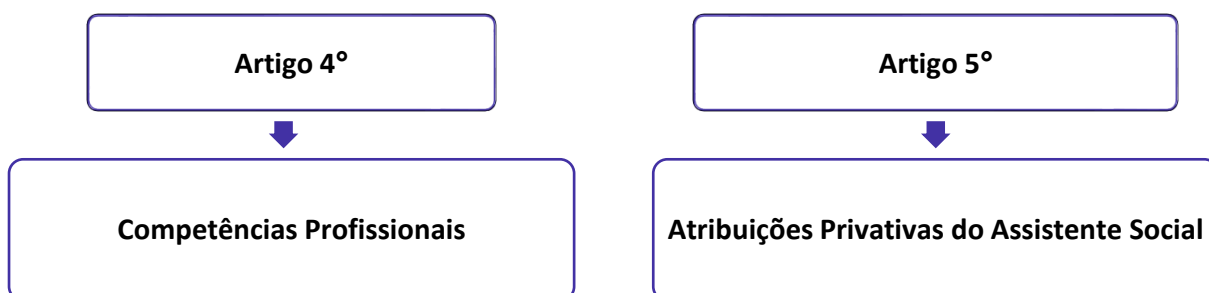 Artigo 4°
Artigo 5°
Competências Profissionais
Atribuições Privativas do Assistente Social